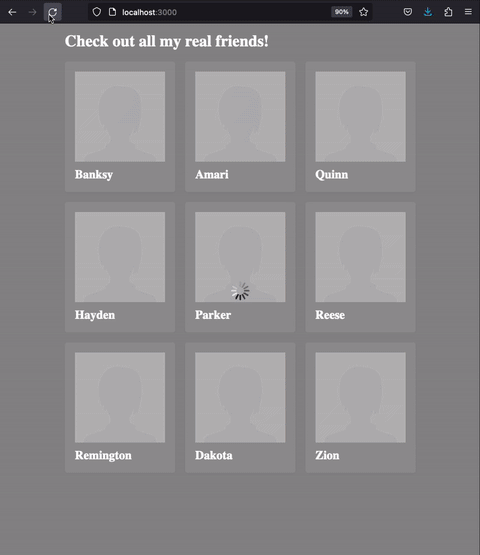 localhost:3000
90%
Check out all my real friends!
Banksy
Amari
Quinn
Hayden
Parker
Reese
Remington
Dakota
Zion